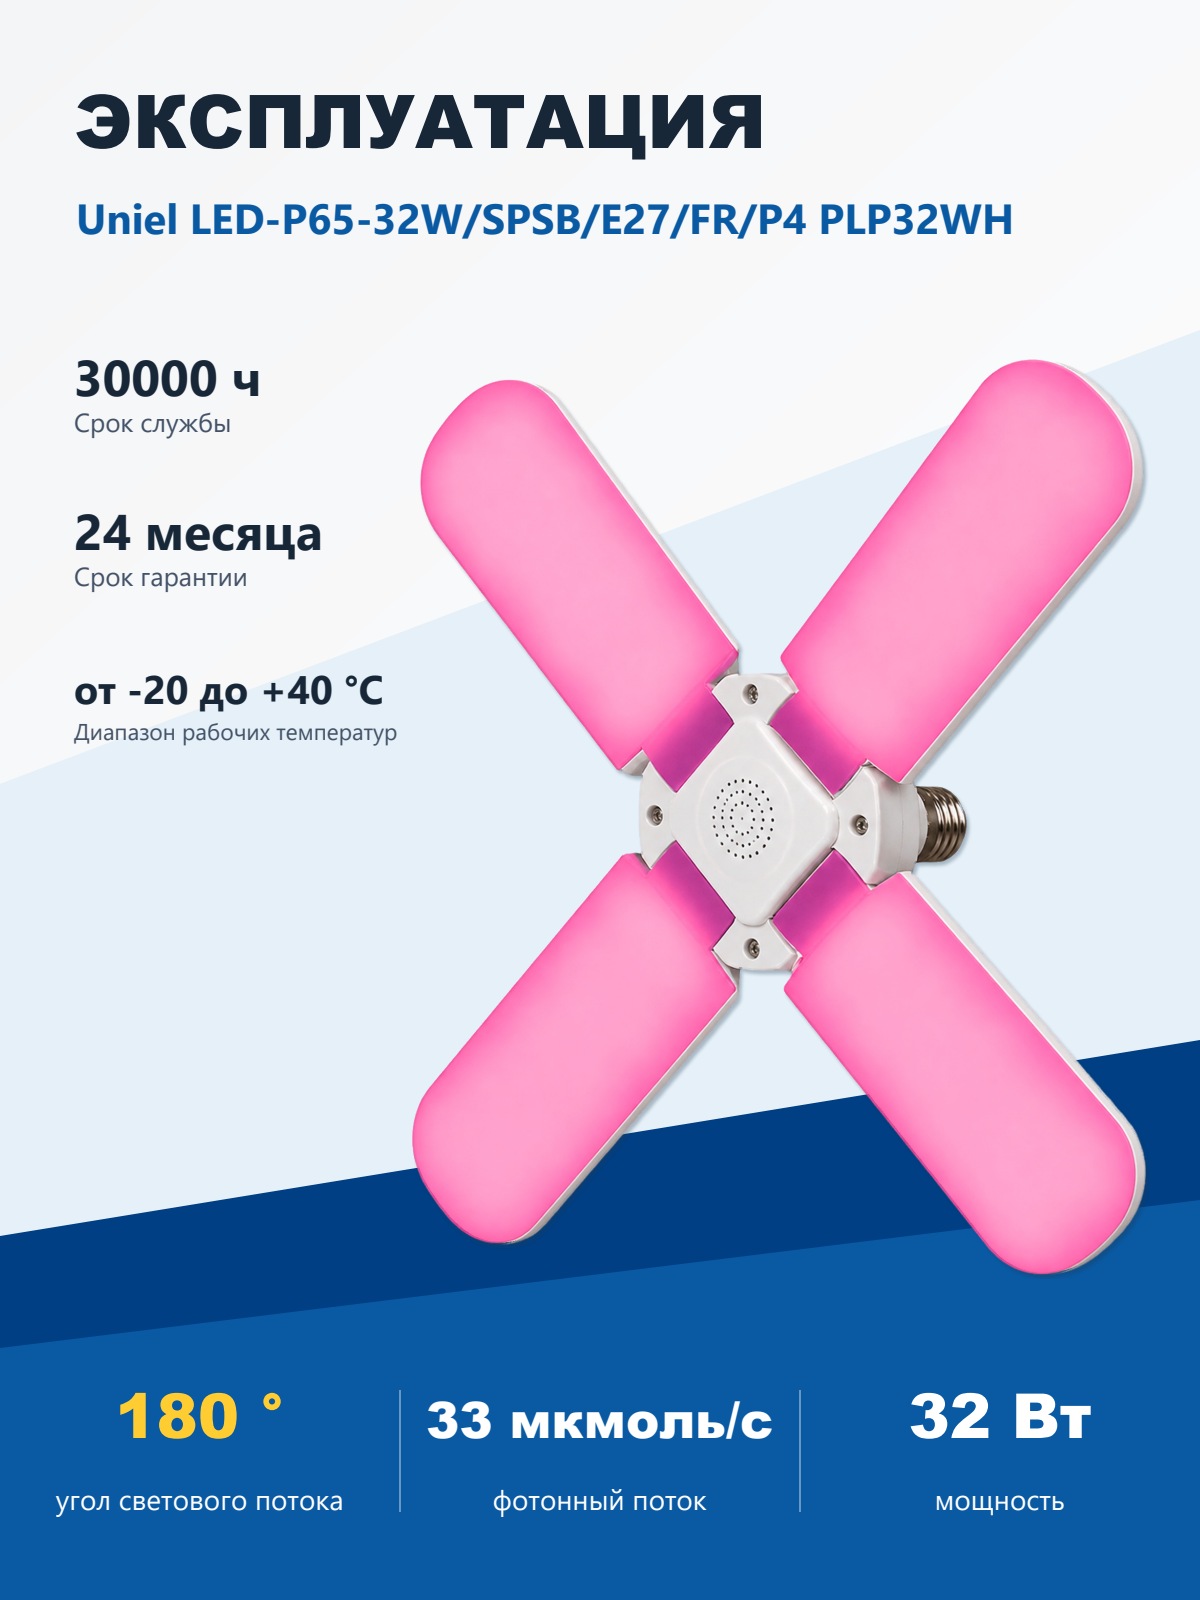 ЭКСПЛУАТАЦИЯ
Uniel LED-P65-32W/SPSB/E27/FR/P4 PLP32WH
30000 ч
Срок службы
24 месяца
Срок гарантии
от -20 до +40 °C
Диапазон рабочих температур
180 °
угол светового потока
33 мкмоль/с
фотонный поток
32 Вт
мощность